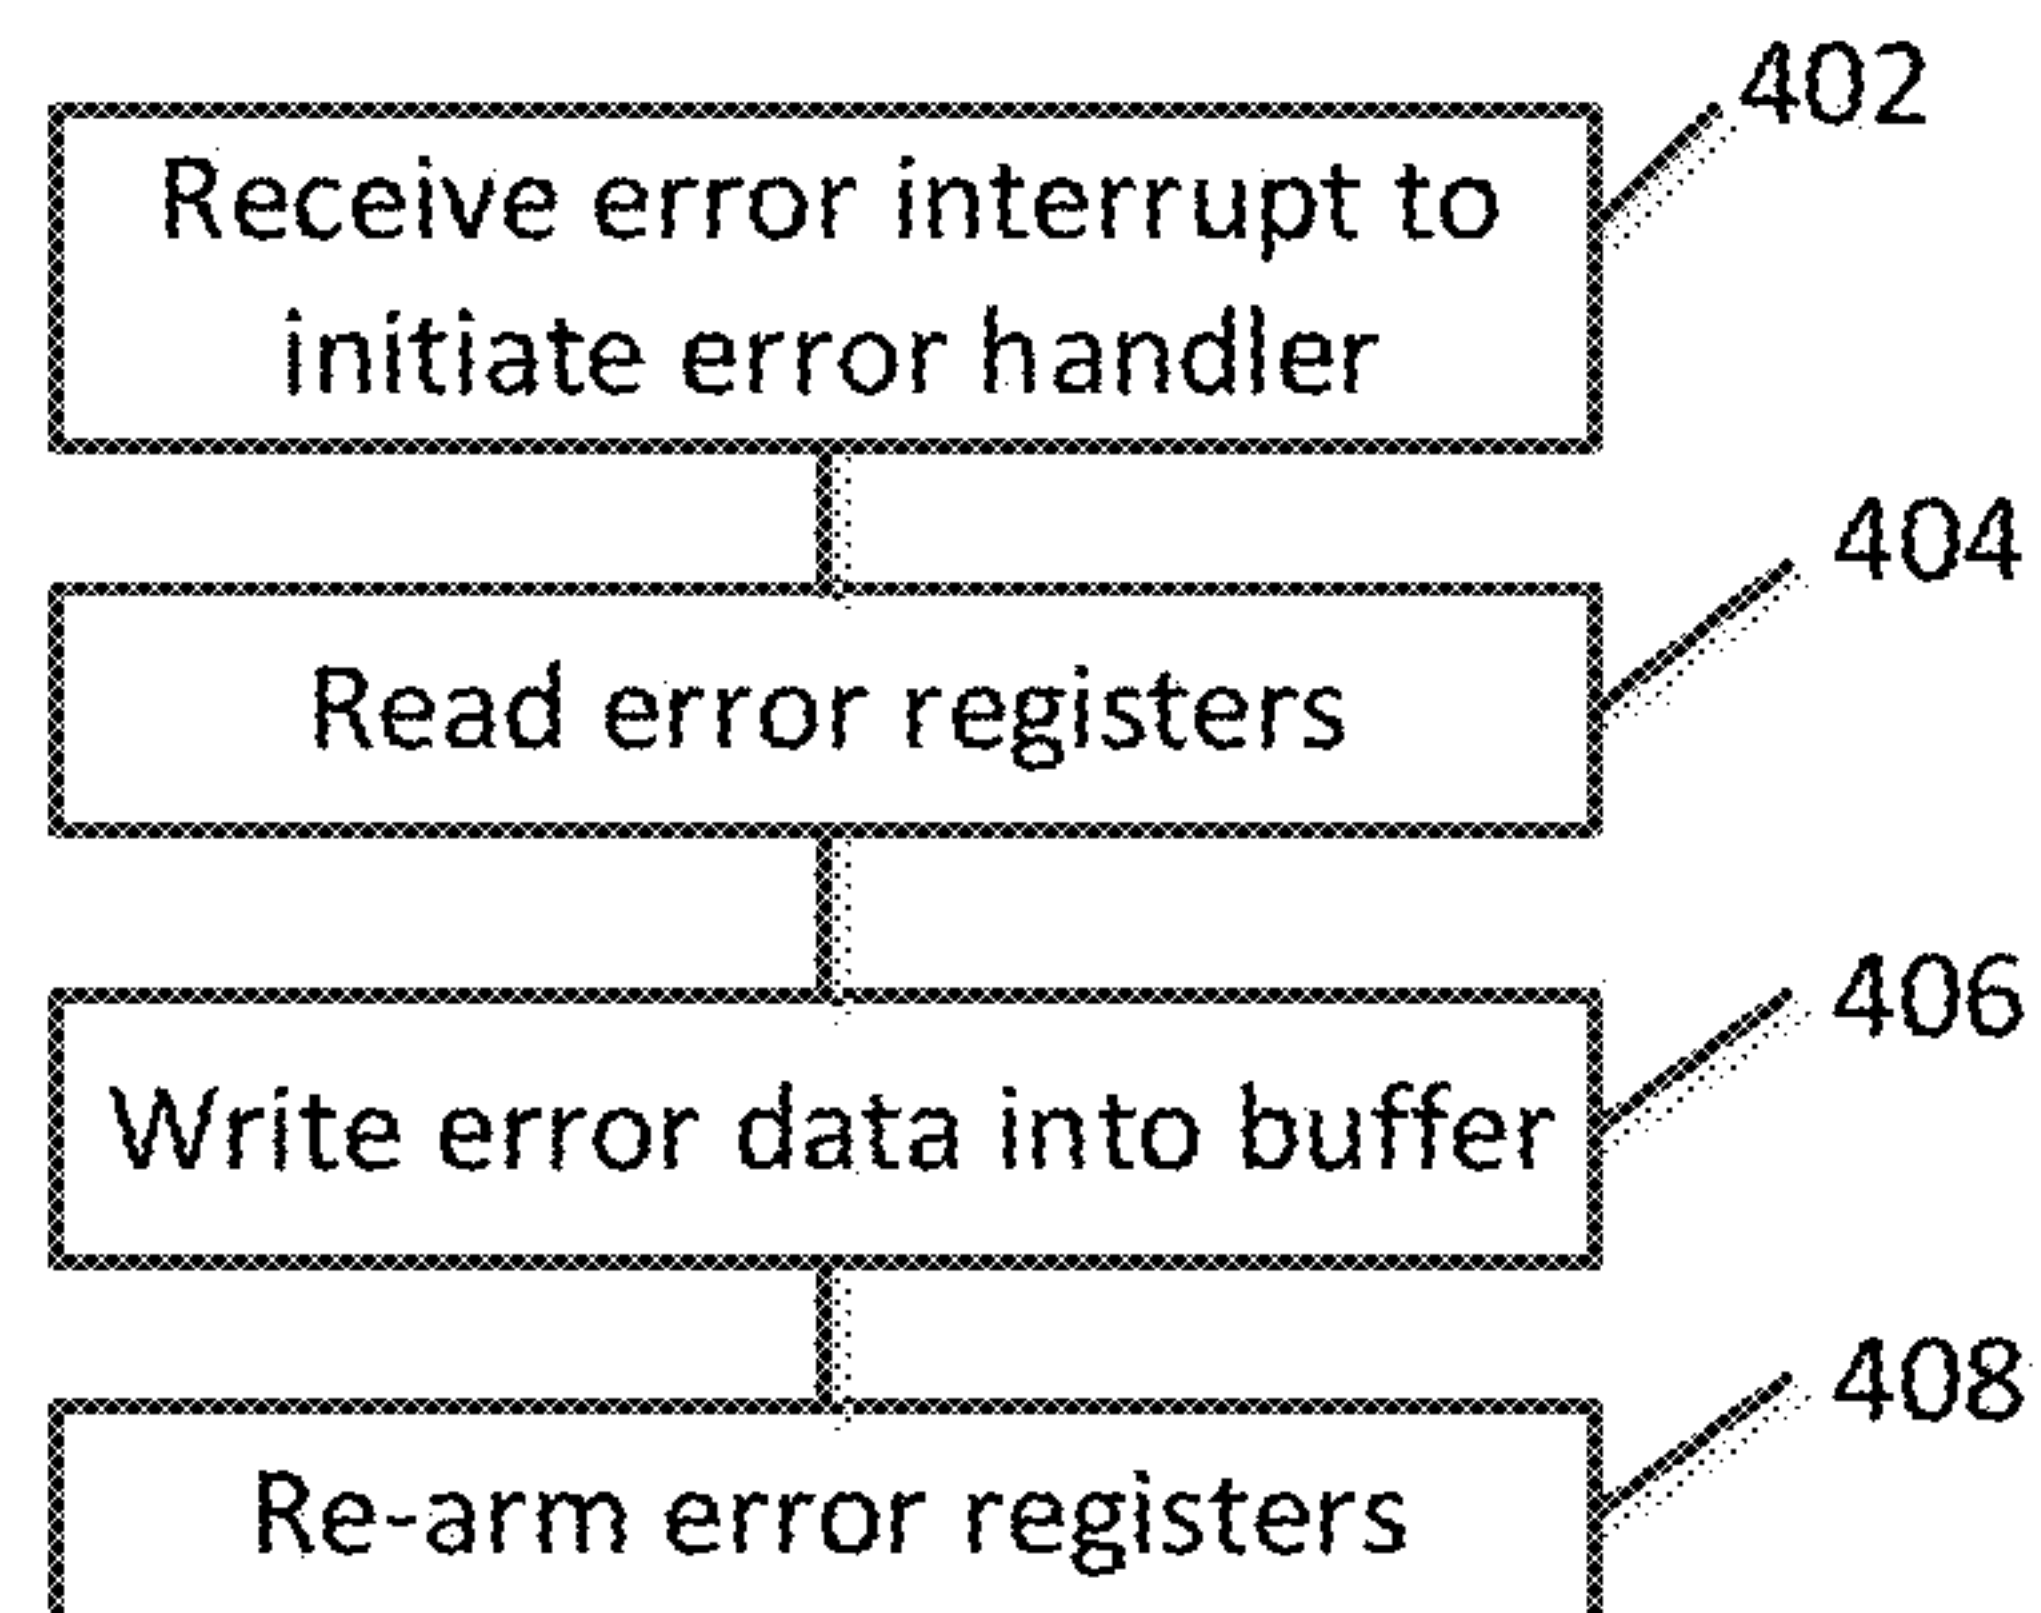 402
Receive error interrupt to
initiate error handler
404
Read error registers
406
Write error data into buffer
408
Re-arm error registers